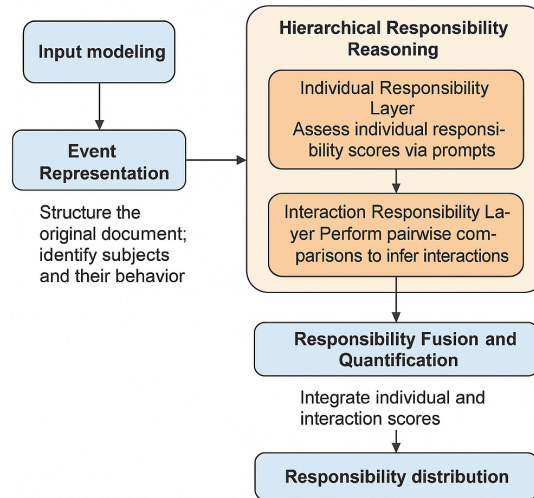 Input modeling
Event
Representation
Structure the
original document;
identify subjects
and their behavior
Hierarchical Responsibility
Reasoning
Individual Responsibility
Layer
Assess individual responsi-
bility scores via prompts
Interaction Responsibility La-
yer Perform pairwise com-
parisons to infer interactions
Responsibility Fusion and
Quantification
Integrate individual and
interaction scores
Responsibility distribution